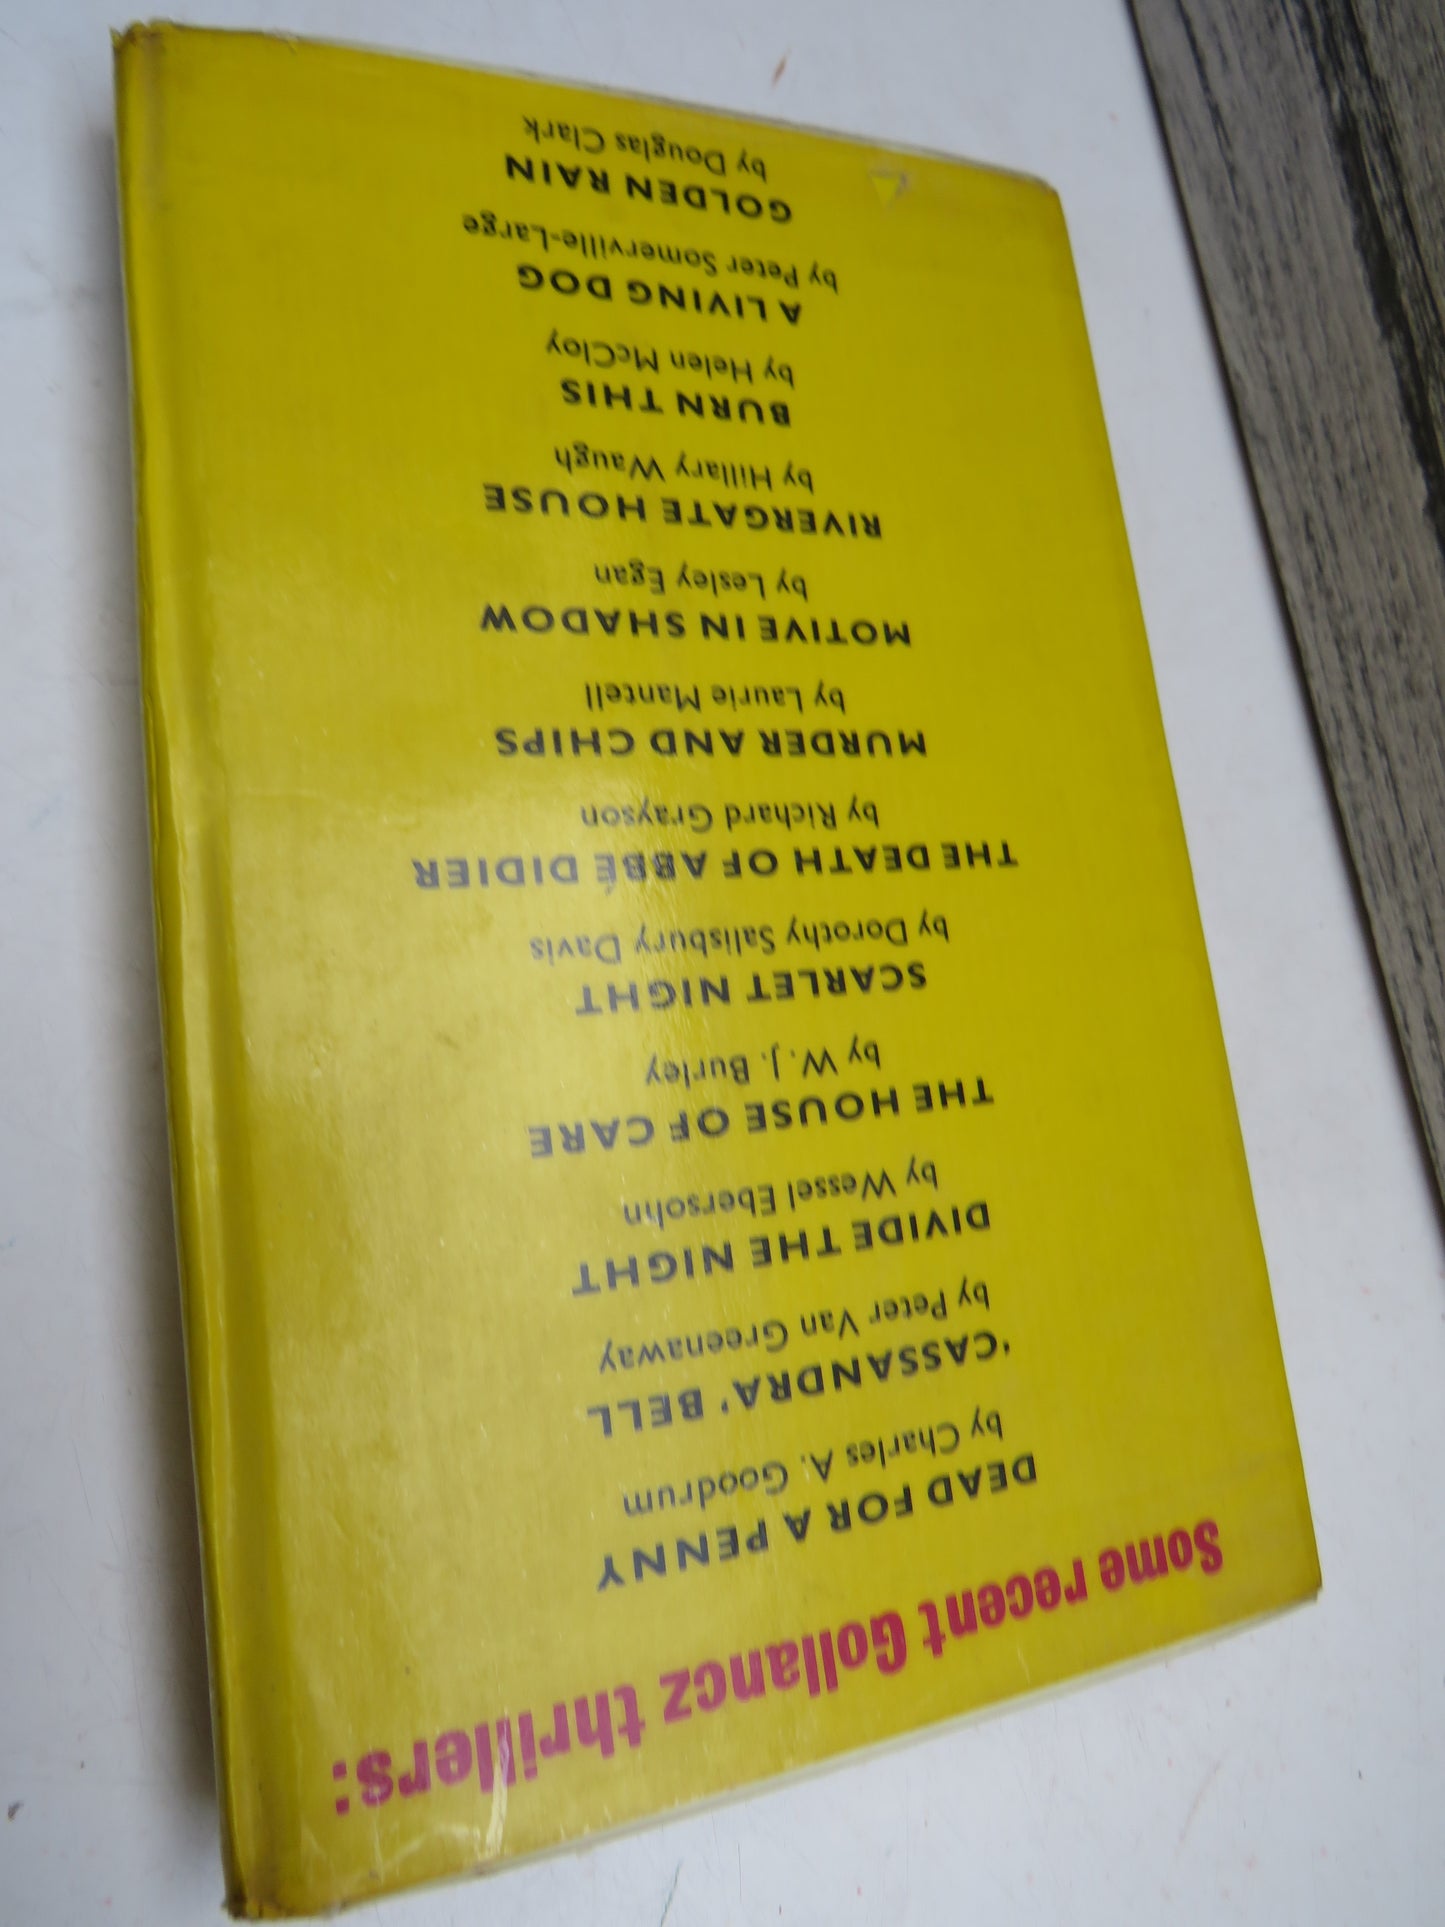 Some recent Gollancz thrillers:
DEAD FOR A PENNY
by Charles A. Goodrum
'CASSANDRA' BELL
by Peter Van Greenaway
DIVIDE THE NIGHT
by Wessel Ebersohn
THE HOUSE OF CARE
by W. J. Burley
SCARLET NIGHT
by Dorothy Salisbury Davis
THE DEATH OF ABBÉ DIDIER
by Richard Grayson
MURDER AND CHIPS
by Laurie Mantell
MOTIVE IN SHADOW
by Lesley Egan
RIVERGATE HOUSE
by Hillary Waugh
BURN THIS
by Helen McCloy
A LIVING DOG
by Peter Somerville-Large
GOLDEN RAIN
by Douglas Clark